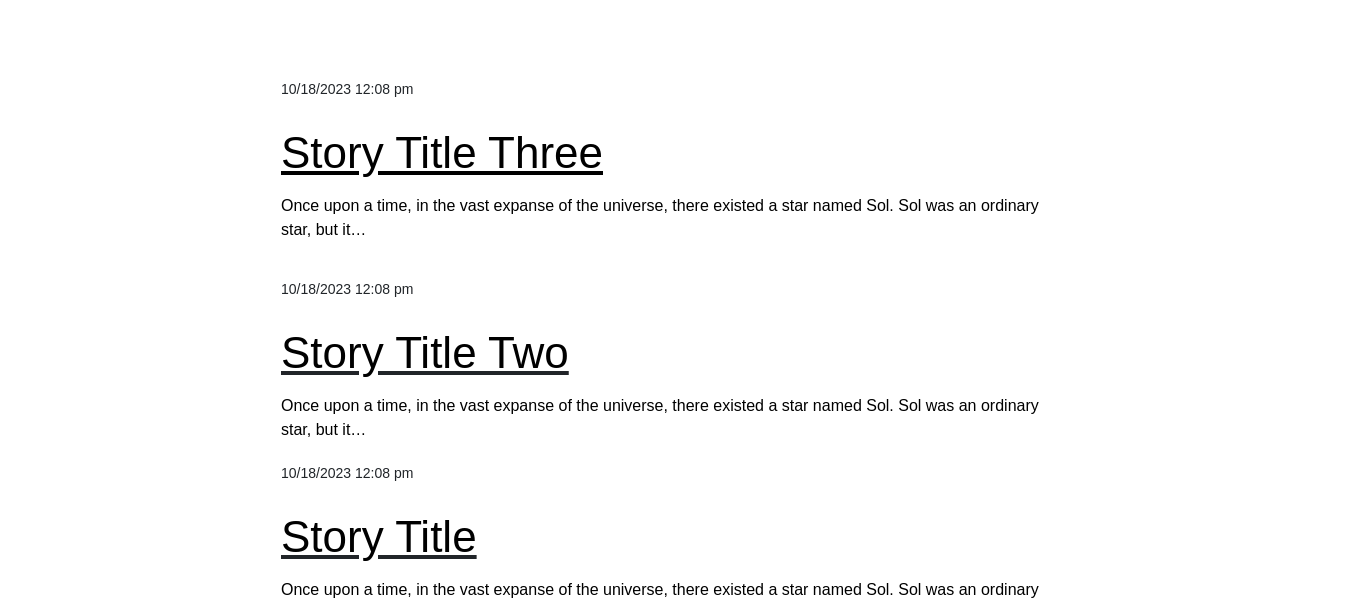 10/18/2023 12:08 pm
Story Title Three
Once upon a time, in the vast expanse of the universe, there existed a star named Sol. Sol was an ordinary
star, but it…
10/18/2023 12:08 pm
Story Title Two
Once upon a time, in the vast expanse of the universe, there existed a star named Sol. Sol was an ordinary
star, but it…
10/18/2023 12:08 pm
Story Title
Once upon a time, in the vast expanse of the universe, there existed a star named Sol. Sol was an ordinary